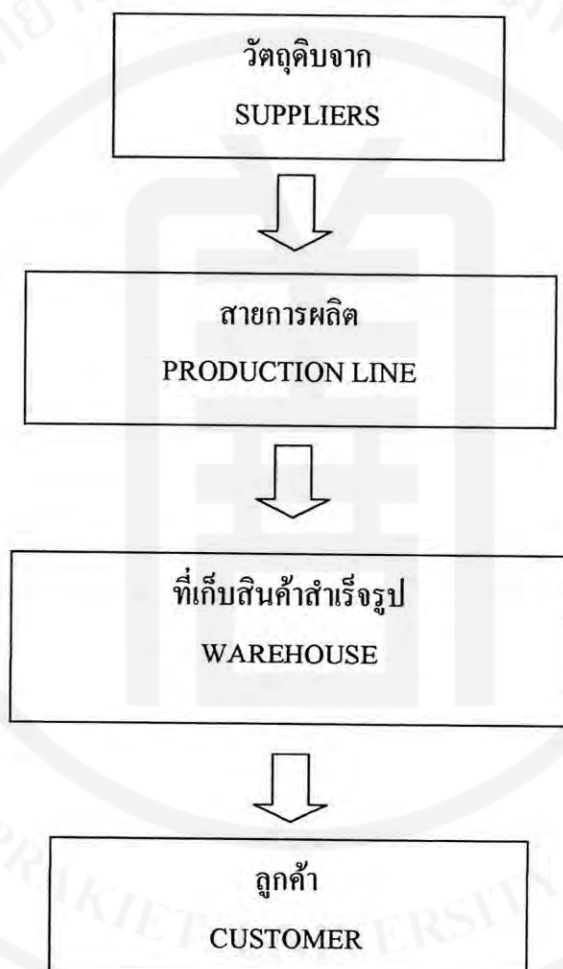 วัตถุดิบจาก
SUPPLIERS
สายการผลิต
PRODUCTION LINE
ที่เก็บสินค้าสำเร็จรูป
WAREHOUSE
ลูกค้า
CUSTOMER